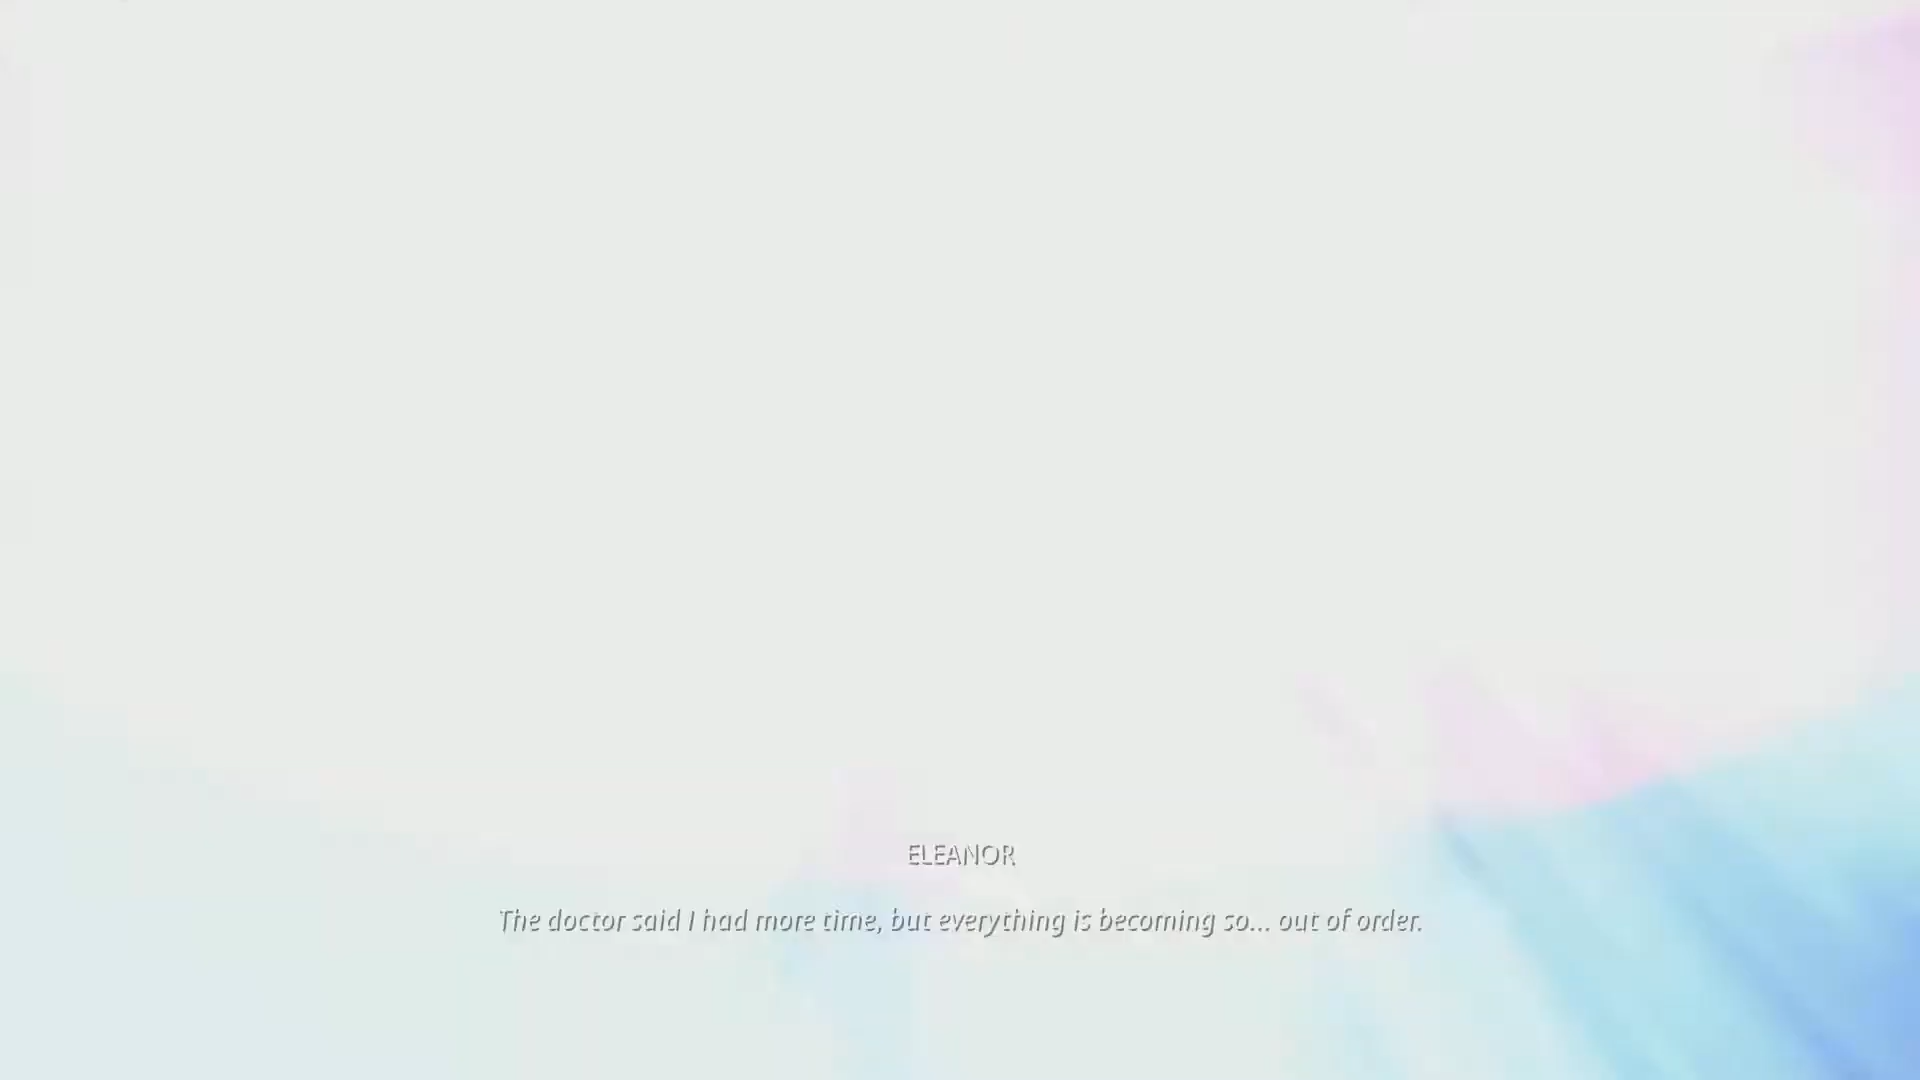 ELEANOR
The doctor said I had more time, but everything is becoming so... out of order.